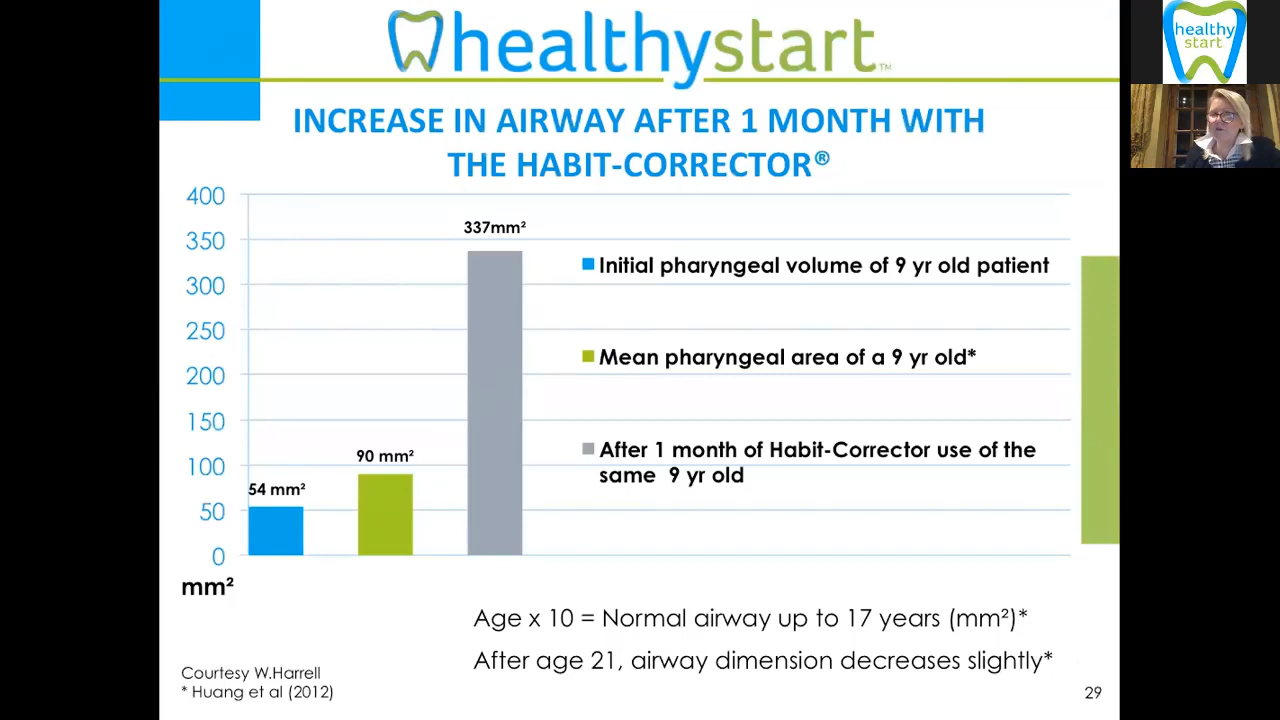 healthystart™
healthy
start
INCREASE IN AIRWAY AFTER 1 MONTH WITH
THE HABIT-CORRECTOR®
400
350
300
250
200
150
100
50
0
mm²
54 mm²
90 mm²
337mm²
Initial pharyngeal volume of 9 yr old patient
Mean pharyngeal area of a 9 yr old*
After 1 month of Habit-Corrector use of the
same 9 yr old
Age x 10 = Normal airway up to 17 years (mm²)*
After age 21, airway dimension decreases slightly*
Courtesy W.Harrell
* Huang et al (2012)
29